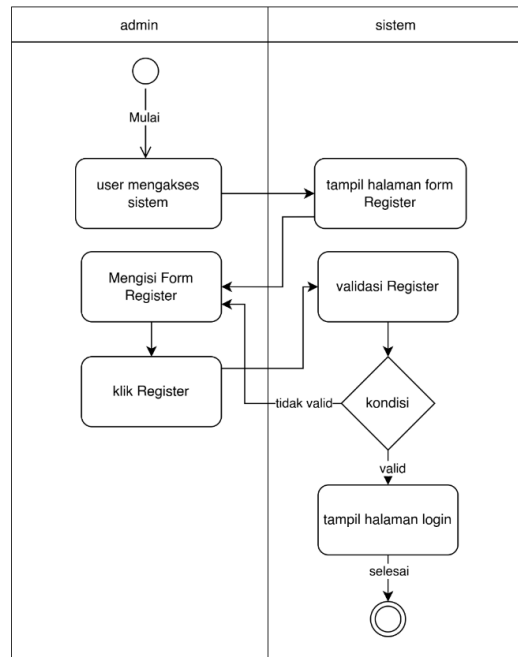 admin
sistem
Mulai
user mengakses
sistem
tampil halaman form
Register
Mengisi Form
Register
validasi Register
klik Register
tidak valid
kondisi
valid
tampil halaman login
selesai